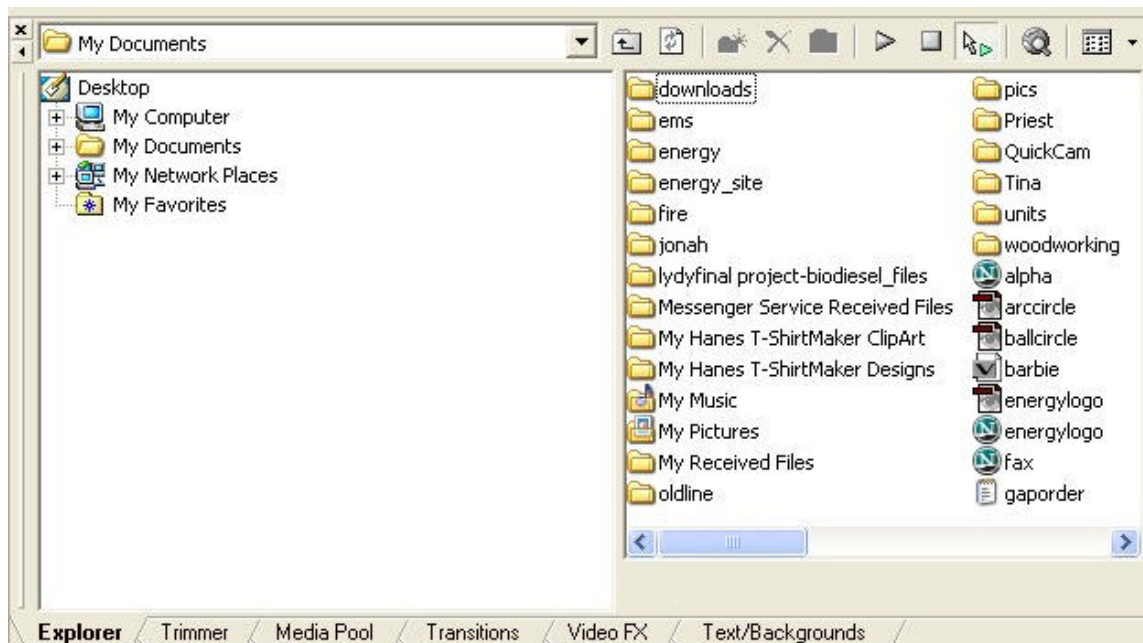 My Documents
Desktop
My Computer
My Documents
My Network Places
My Favorites
downloads
ems
energy
energy_site
fire
jonah
lydyfinal project-biodiesel_files
Messenger Service Received Files
My Hanes T-ShirtMaker ClipArt
My Hanes T-ShirtMaker Designs
My Music
My Pictures
My Received Files
oldline
pics
Priest
QuickCam
Tina
units
woodworking
alpha
arccircle
ballcircle
barbie
energylogo
energylogo
fax
gaporder
Explorer Trimmer Media Pool Transitions Video FX Text/Backgrounds